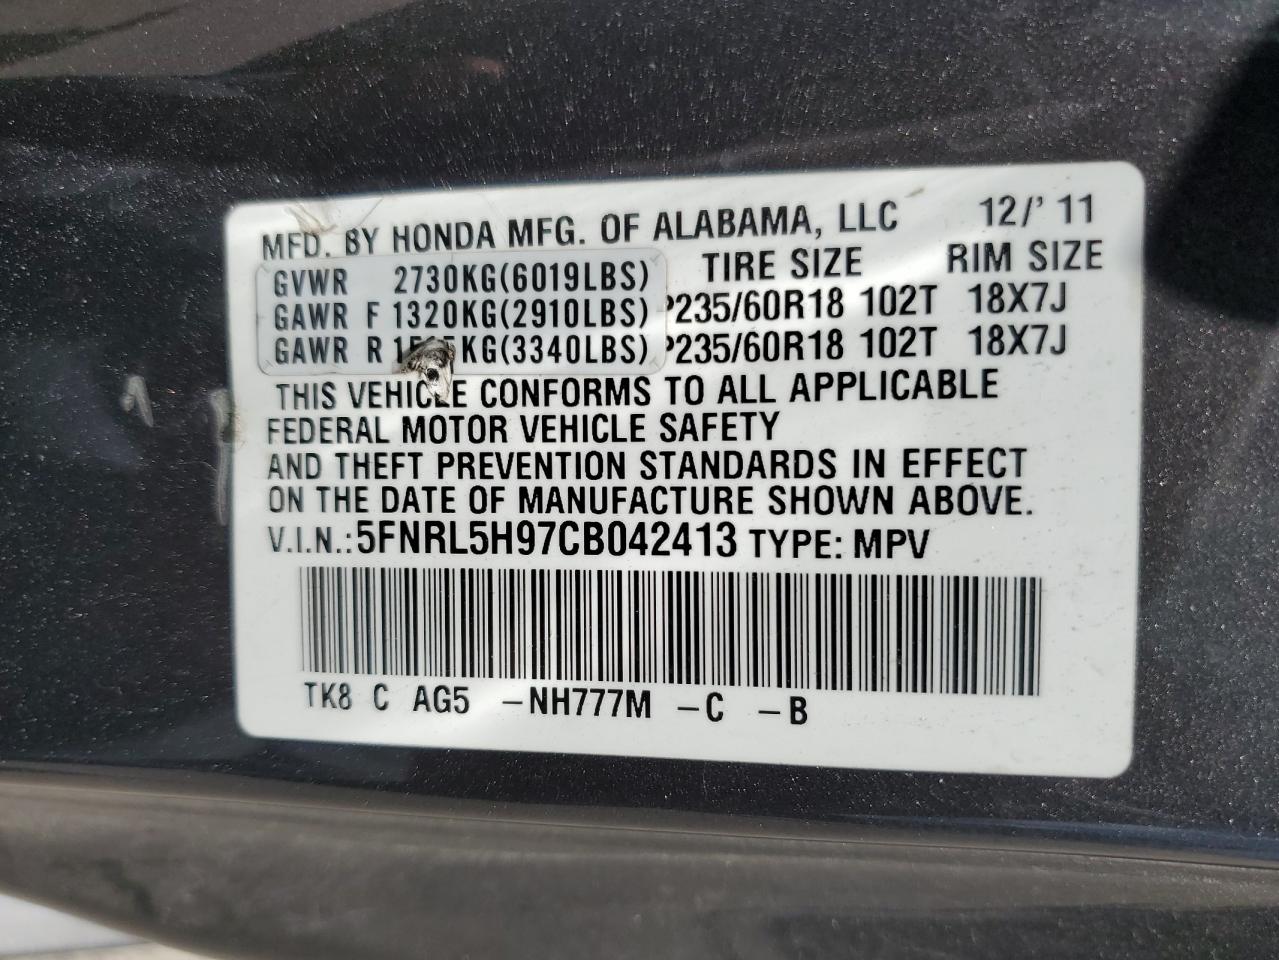 MFD. BY HONDA MFG. OF ALABAMA, LLC 12/'11
GVWR 2730KG(6019LBS) TIRE SIZE RIM SIZE
GAWR F 1320KG(2910LBS) P235/60R18 102T 18X7J
GAWR R KG(3340LBS) P235/60R18 102T 18X7J
THIS VEHICLE CONFORMS TO ALL APPLICABLE
FEDERAL MOTOR VEHICLE SAFETY
AND THEFT PREVENTION STANDARDS IN EFFECT
ON THE DATE OF MANUFACTURE SHOWN ABOVE.
V.I.N.: 5FNRL5H97CB042413 TYPE: MPV
TK8 C AG5 -NH777M -C -B